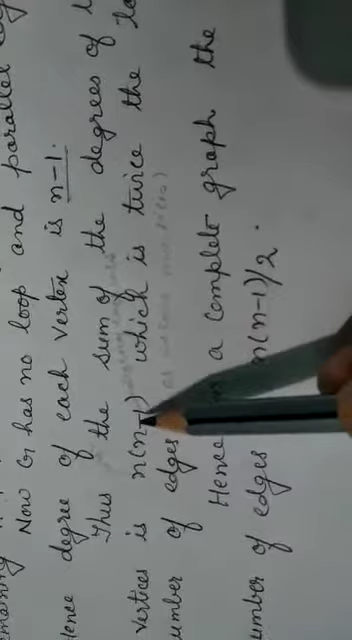 Now G has no loop and parallel
Hence degree of each vertex is n-1.
Thus the sum of the degrees of
vertices is n(n-1) which is twice the
number of edges
Hence a complete graph the
number of edges n(n-1)/2.